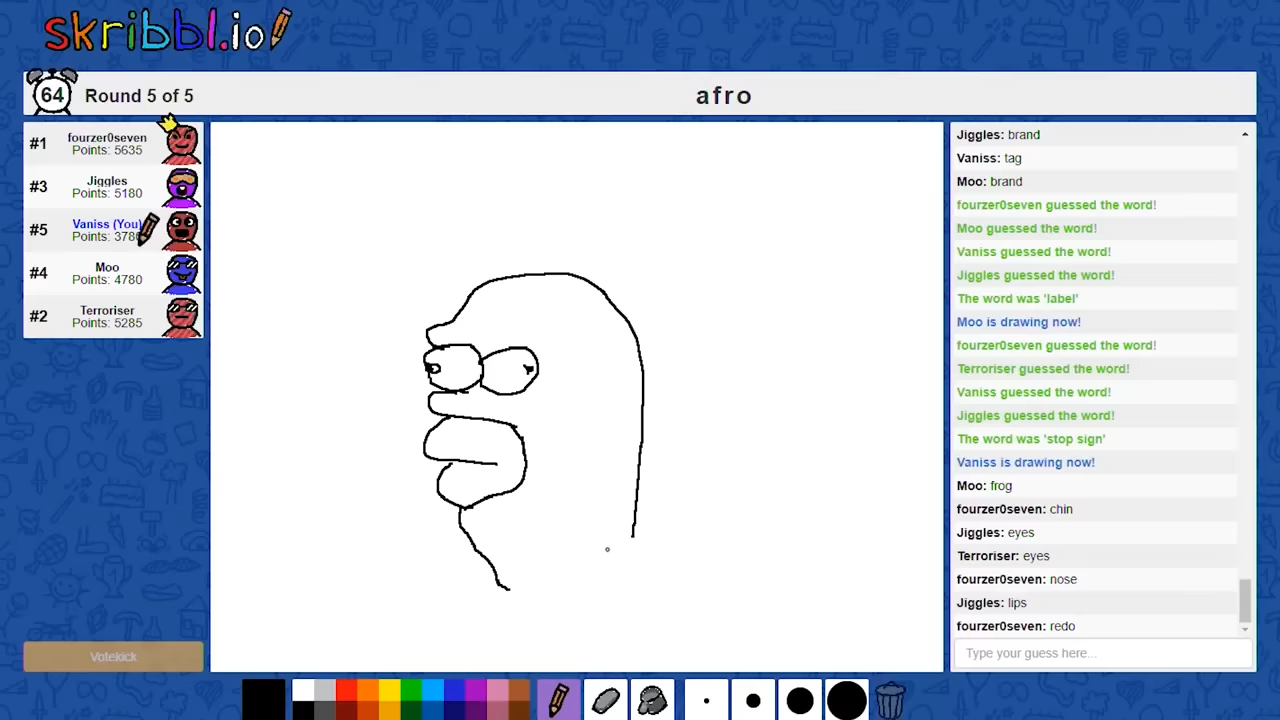 skribbl.io
64
Round 5 of 5
afro
#1
fourzer0seven
Points: 5635
#3
Jiggles
Points: 5180
#5
Vaniss (You)
Points: 3786
#4
Moo
Points: 4780
#2
Terroriser
Points: 5285
Votekick
Jiggles: brand
Vaniss: tag
Moo: brand
fourzer0seven guessed the word!
Moo guessed the word!
Vaniss guessed the word!
Jiggles guessed the word!
The word was 'label'
Moo is drawing now!
fourzer0seven guessed the word!
Terroriser guessed the word!
Vaniss guessed the word!
Jiggles guessed the word!
The word was 'stop sign'
Vaniss is drawing now!
Moo: frog
fourzer0seven: chin
Jiggles: eyes
Terroriser: eyes
fourzer0seven: nose
Jiggles: lips
fourzer0seven: redo
Type your guess here...